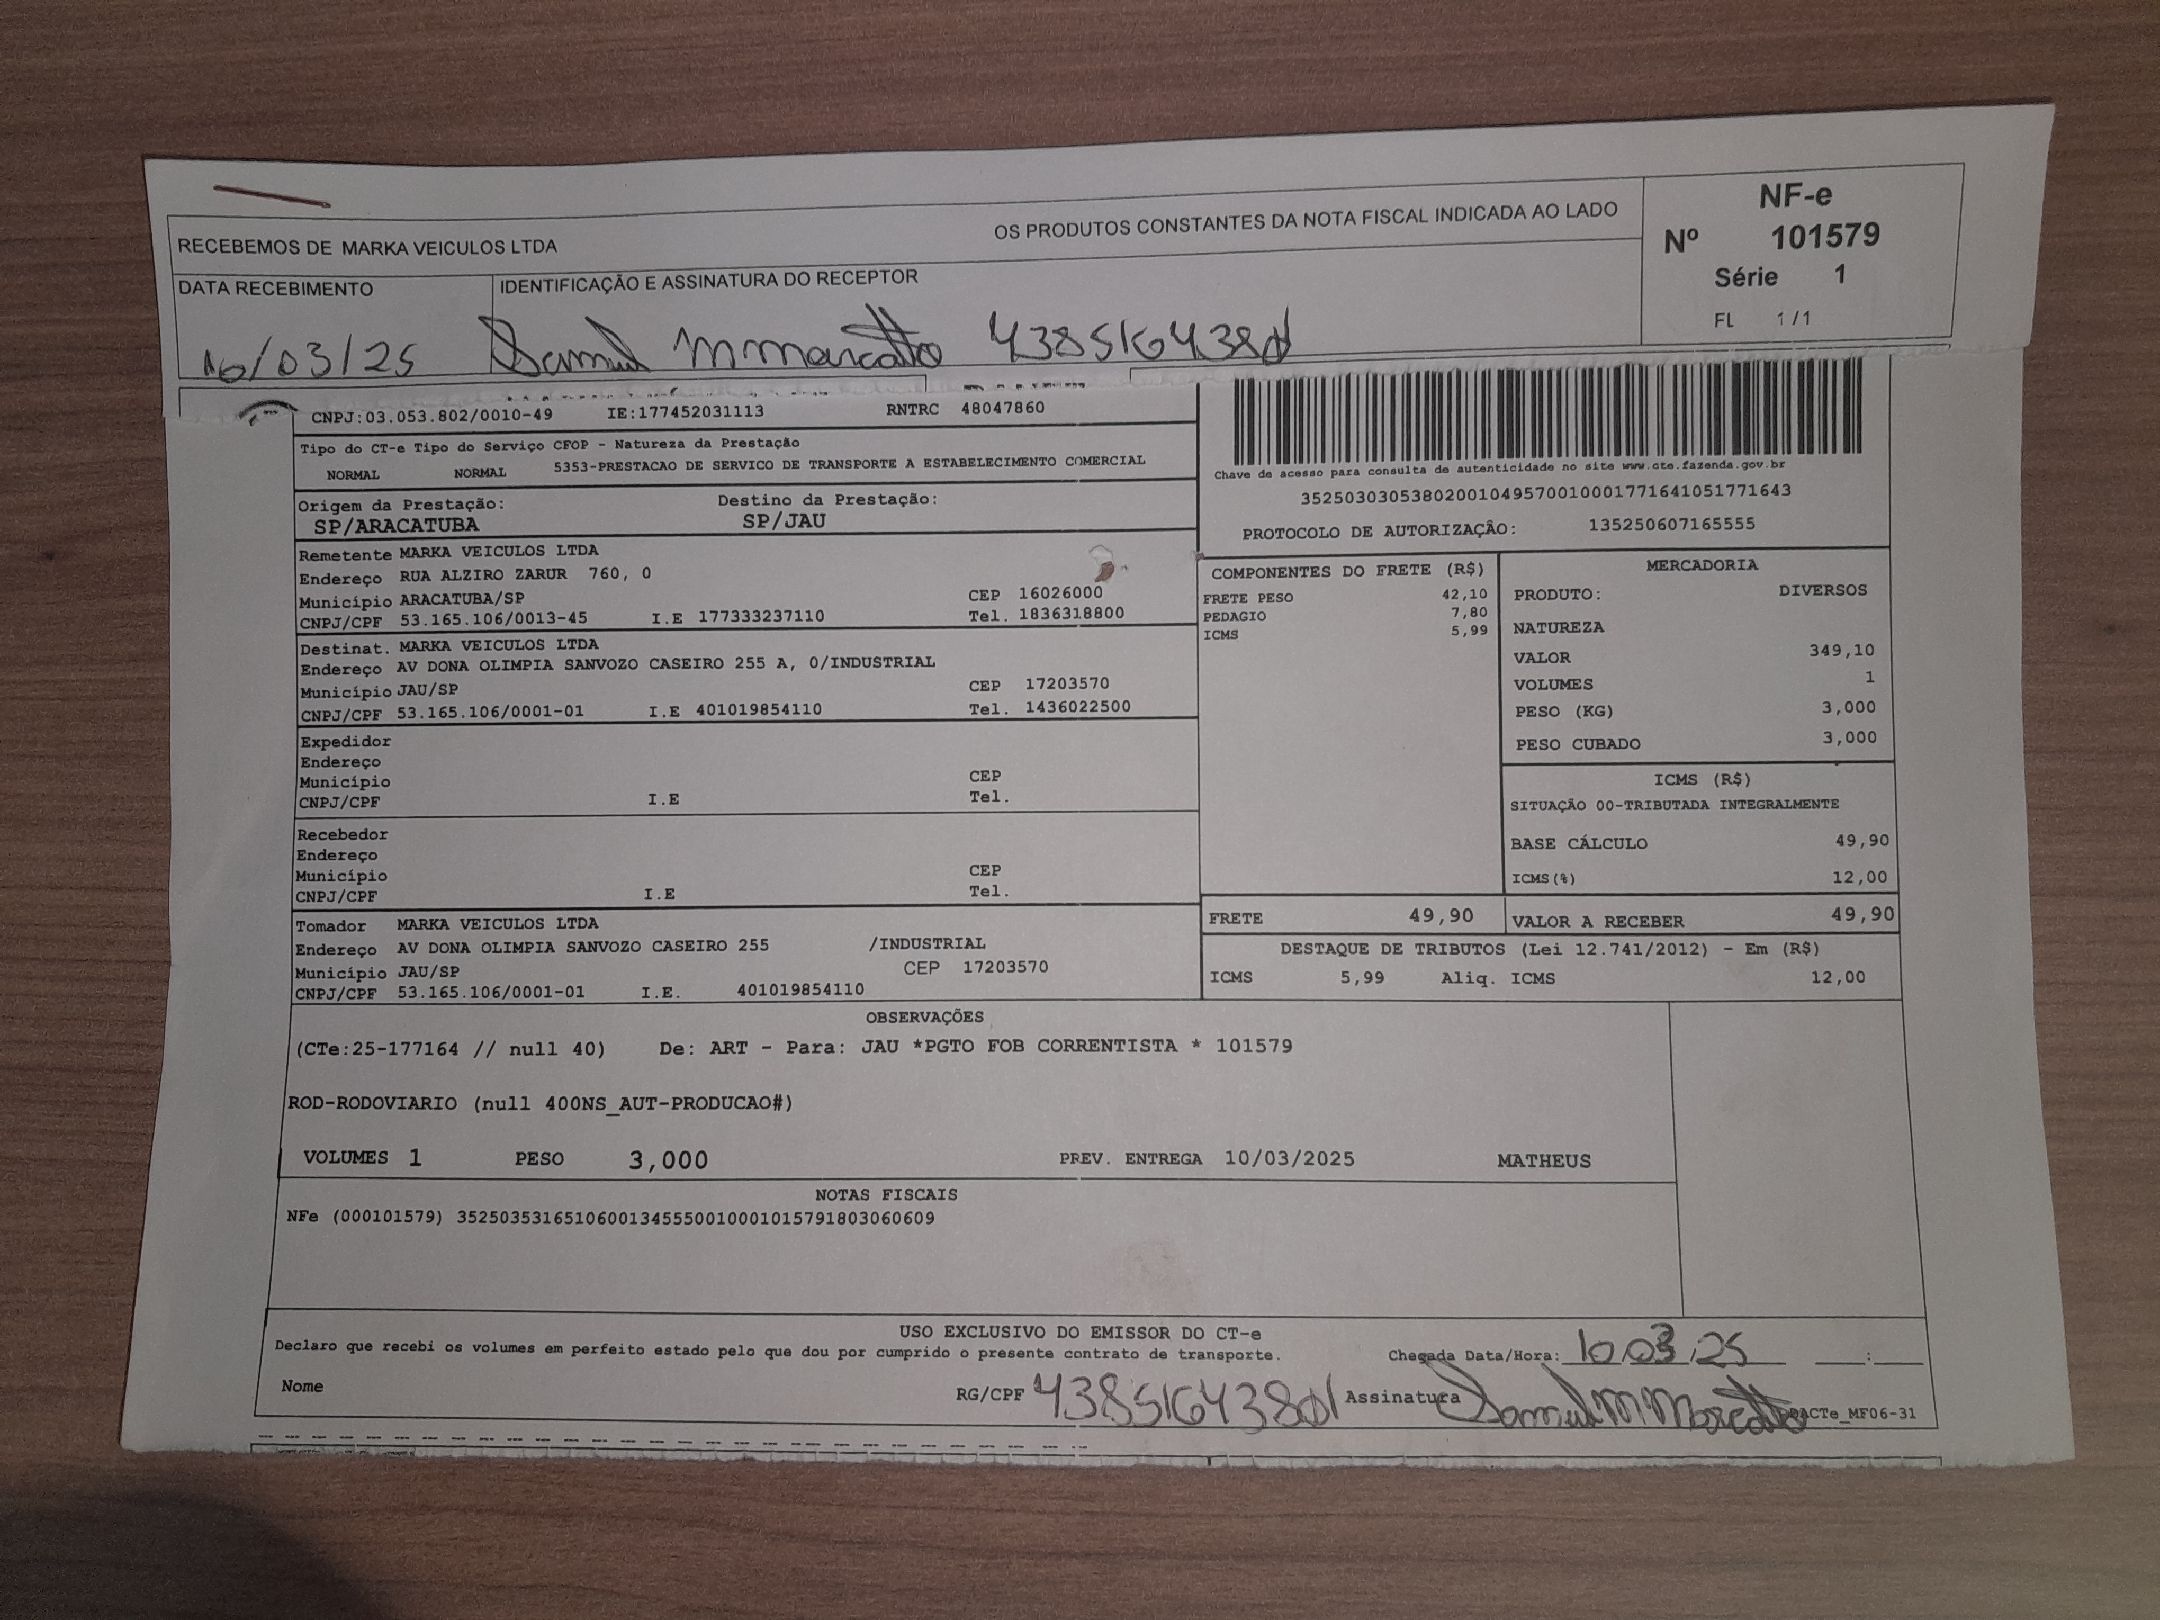 RECEBEMOS DE MARKA VEICULOS LTDA OS PRODUTOS CONSTANTES DA NOTA FISCAL INDICADA AO LADO
NF-e
Nº 101579
Série 1
FL 1/1
DATA RECEBIMENTO
IDENTIFICAÇÃO E ASSINATURA DO RECEPTOR
10/03/25
CNPJ:03.053.802/0010-49 IE:177452031113 RNTRC 48047860
Tipo do CT-e Tipo do Serviço CFOP - Natureza da Prestação
NORMAL NORMAL 5353-PRESTACAO DE SERVICO DE TRANSPORTE A ESTABELECIMENTO COMERCIAL
Origem da Prestação: Destino da Prestação:
SP/ARACATUBA SP/JAU
Chave de acesso para consulta de autenticidade no site www.cte.fazenda.gov.br
35250303053802001049570010001771641051771643
PROTOCOLO DE AUTORIZAÇÃO: 135250607165555
Remetente MARKA VEICULOS LTDA
Endereço RUA ALZIRO ZARUR 760, 0
Município ARACATUBA/SP CEP 16026000
CNPJ/CPF 53.165.106/0013-45 I.E 177333237110 Tel. 1836318800
Destinat. MARKA VEICULOS LTDA
Endereço AV DONA OLIMPIA SANVOZO CASEIRO 255 A, 0/INDUSTRIAL
Município JAU/SP CEP 17203570
CNPJ/CPF 53.165.106/0001-01 I.E 401019854110 Tel. 1436022500
Expedidor
Endereço
Município CEP
CNPJ/CPF I.E Tel.
Recebedor
Endereço
Município CEP
CNPJ/CPF I.E Tel.
Tomador MARKA VEICULOS LTDA
Endereço AV DONA OLIMPIA SANVOZO CASEIRO 255 /INDUSTRIAL
Município JAU/SP CEP 17203570
CNPJ/CPF 53.165.106/0001-01 I.E. 401019854110
COMPONENTES DO FRETE (R$)
FRETE PESO 42,10
PEDAGIO 7,80
ICMS 5,99
MERCADORIA
PRODUTO: DIVERSOS
NATUREZA
VALOR 349,10
VOLUMES 1
PESO (KG) 3,000
PESO CUBADO 3,000
ICMS (R$)
SITUAÇÃO 00-TRIBUTADA INTEGRALMENTE
BASE CÁLCULO 49,90
ICMS(%) 12,00
FRETE 49,90 VALOR A RECEBER 49,90
DESTAQUE DE TRIBUTOS (Lei 12.741/2012) - Em (R$)
ICMS 5,99 Aliq. ICMS 12,00
OBSERVAÇÕES
(CTe:25-177164 // null 40) De: ART - Para: JAU *PGTO FOB CORRENTISTA * 101579
ROD-RODOVIARIO (null 400NS_AUT-PRODUCAO#)
VOLUMES 1 PESO 3,000 PREV. ENTREGA 10/03/2025 MATHEUS
NOTAS FISCAIS
NFe (000101579) 35250353165106001345550010001015791803060609
USO EXCLUSIVO DO EMISSOR DO CT-e
Declaro que recebi os volumes em perfeito estado pelo que dou por cumprido o presente contrato de transporte. Chegada Data/Hora: 10 03 25 :
Nome RG/CPF Assinatura
DACTe_MF06-31